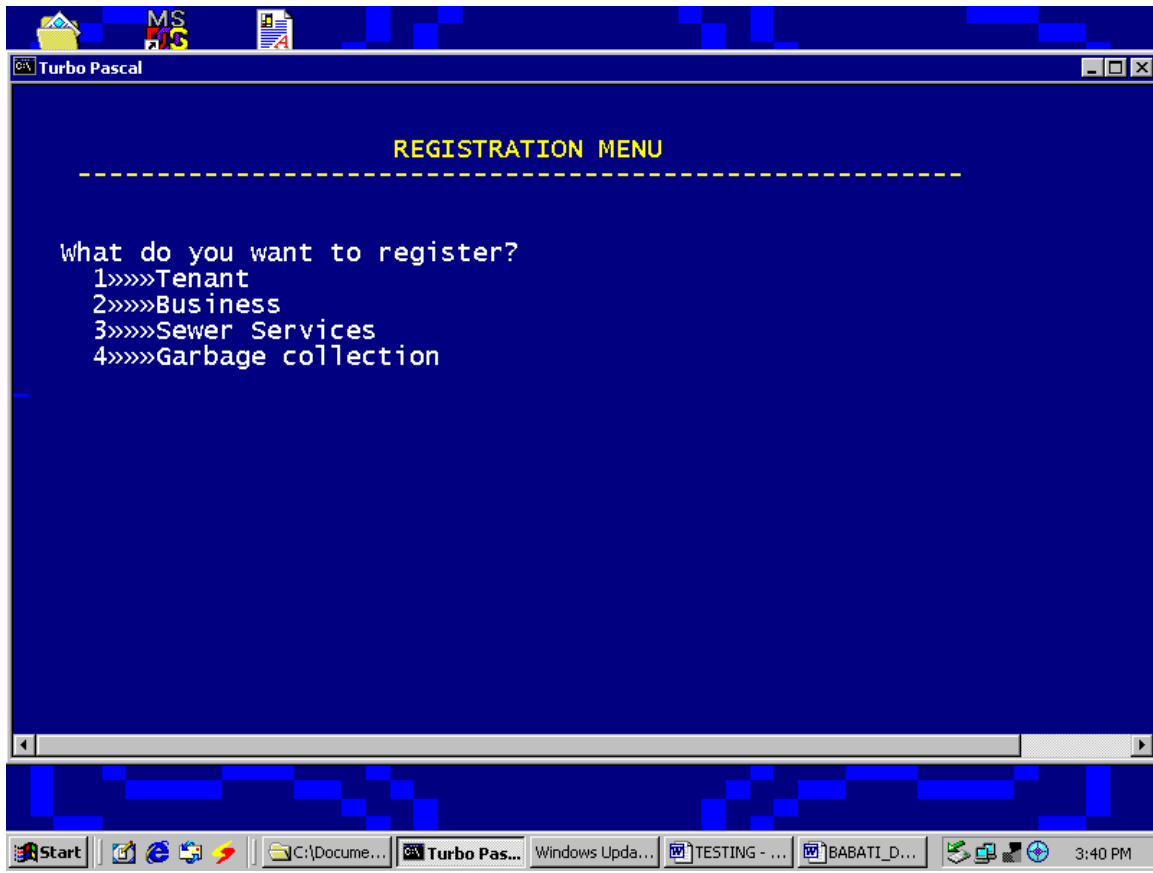 MS
DOS
Turbo Pascal
REGISTRATION MENU
--------------------------------------------------------
What do you want to register?
1»»»»Tenant
2»»»»Business
3»»»»Sewer Services
4»»»»Garbage collection
Start C:\Docume... Turbo Pas... Windows Upda... TESTING - ... BABATI_D... 3:40 PM